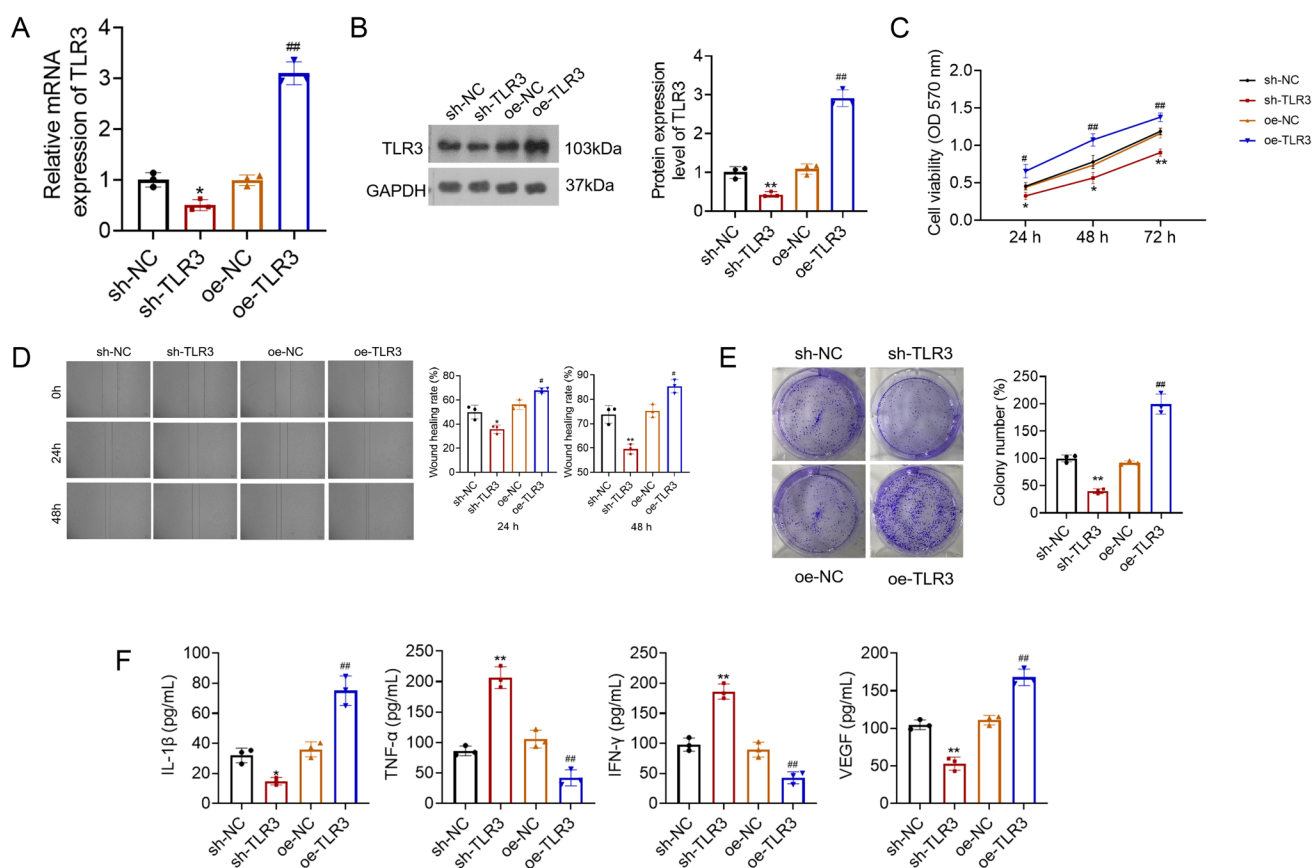 A
Relative mRNA
expression of TLR3
4
3
2
1
0
*
##
sh-NC
sh-TLR3
oe-NC
oe-TLR3
B
sh-NC
sh-TLR3
oe-NC
oe-TLR3
TLR3
103kDa
GAPDH
37kDa
Protein expression
level of TLR3
4
3
2
1
0
**
##
sh-NC
sh-TLR3
oe-NC
oe-TLR3
C
Cell viability (OD 570 nm)
2.0
1.5
1.0
0.5
0.0
#
##
##
*
*
**
24 h
48 h
72 h
sh-NC
sh-TLR3
oe-NC
oe-TLR3
D
sh-NC
sh-TLR3
oe-NC
oe-TLR3
0h
24h
48h
Wound healing rate (%)
80
60
40
20
0
*
#
sh-NC
sh-TLR3
oe-NC
oe-TLR3
24 h
Wound healing rate (%)
90
80
70
60
50
**
#
sh-NC
sh-TLR3
oe-NC
oe-TLR3
48 h
E
sh-NC
sh-TLR3
oe-NC
oe-TLR3
Colony number (%)
250
200
150
100
50
0
**
##
sh-NC
sh-TLR3
oe-NC
oe-TLR3
F
IL-1β (pg/mL)
100
80
60
40
20
0
*
##
sh-NC
sh-TLR3
oe-NC
oe-TLR3
TNF-α (pg/mL)
250
200
150
100
50
0
**
##
sh-NC
sh-TLR3
oe-NC
oe-TLR3
IFN-γ (pg/mL)
250
200
150
100
50
0
**
##
sh-NC
sh-TLR3
oe-NC
oe-TLR3
VEGF (pg/mL)
200
150
100
50
0
**
##
sh-NC
sh-TLR3
oe-NC
oe-TLR3